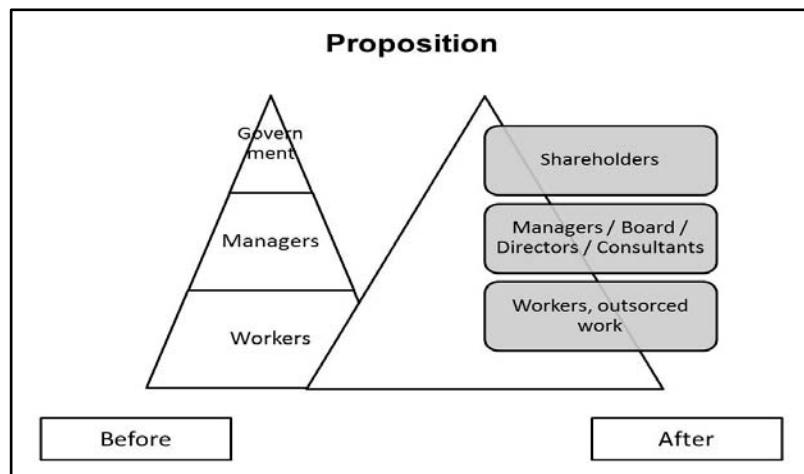 Proposition
Govern
ment
Managers
Workers
Shareholders
Managers / Board /
Directors / Consultants
Workers, outsorced
work
Before
After